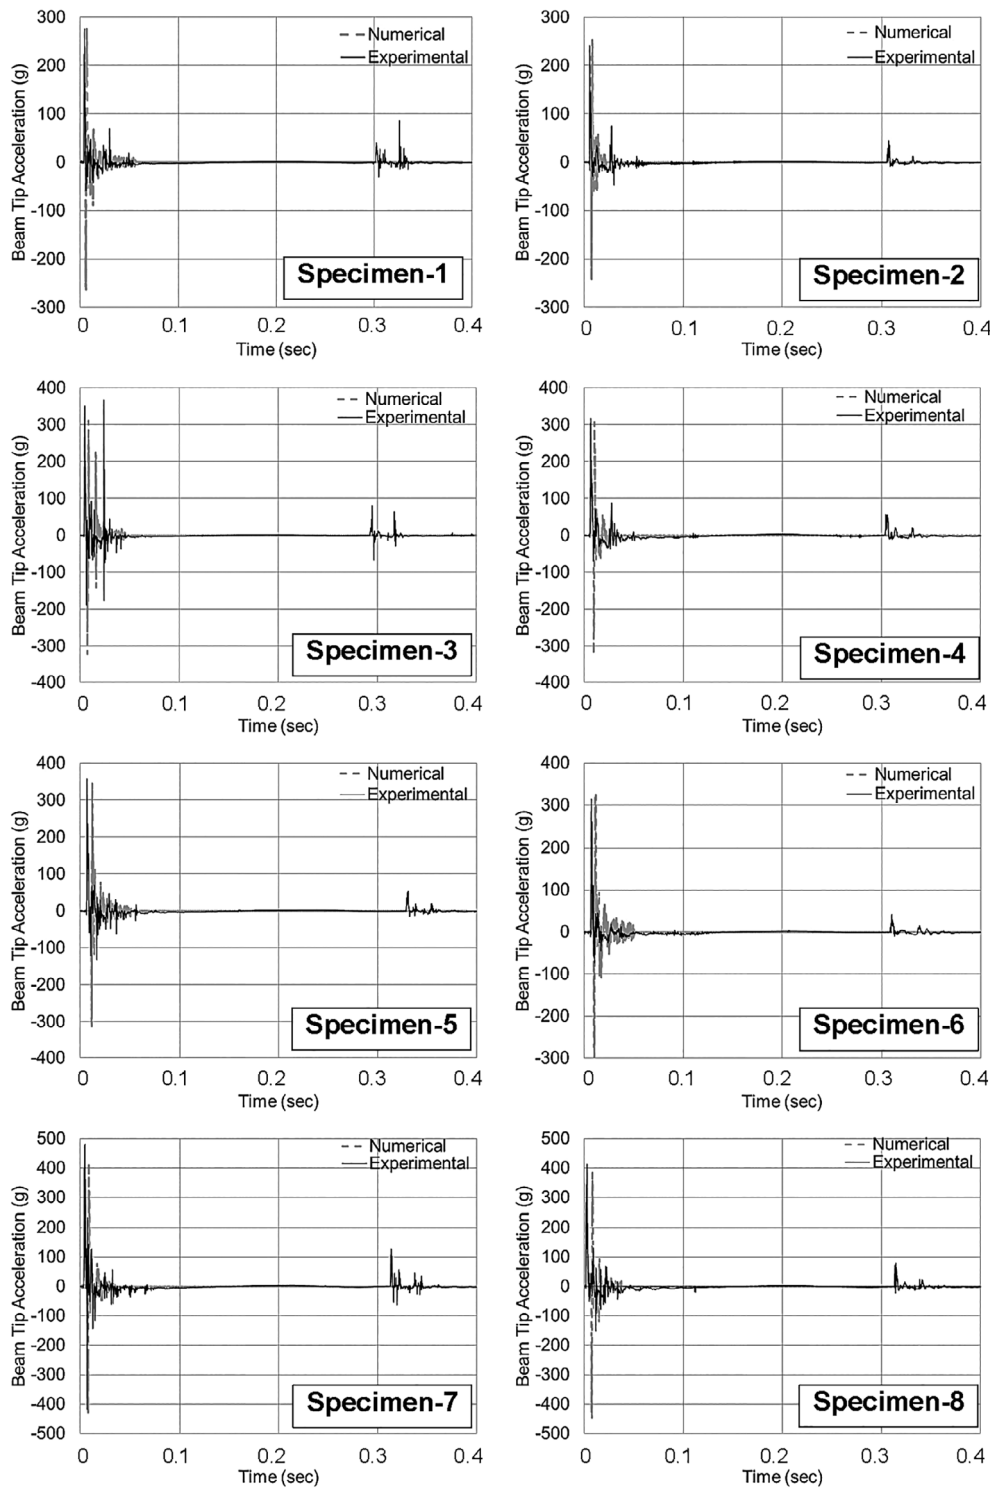 300
200
100
0
-100
-200
-300
Beam Tip Acceleration (g)
Numerical
Experimental
Specimen-1
0 0.1 0.2 0.3 0.4
Time (sec)
300
200
100
0
-100
-200
-300
Beam Tip Acceleration (g)
Numerical
Experimental
Specimen-2
0 0.1 0.2 0.3 0.4
Time (sec)
400
300
200
100
0
-100
-200
-300
-400
Beam Tip Acceleration (g)
Numerical
Experimental
Specimen-3
0 0.1 0.2 0.3 0.4
Time (sec)
400
300
200
100
0
-100
-200
-300
-400
Beam Tip Acceleration (g)
Numerical
Experimental
Specimen-4
0 0.1 0.2 0.3 0.4
Time (sec)
400
300
200
100
0
-100
-200
-300
-400
Beam Tip Acceleration (g)
Numerical
Experimental
Specimen-5
0 0.1 0.2 0.3 0.4
Time (sec)
400
300
200
100
0
-100
-200
-300
Beam Tip Acceleration (g)
Numerical
Experimental
Specimen-6
0 0.1 0.2 0.3 0.4
Time (sec)
500
400
300
200
100
0
-100
-200
-300
-400
-500
Beam Tip Acceleration (g)
Numerical
Experimental
Specimen-7
0 0.1 0.2 0.3 0.4
Time (sec)
500
400
300
200
100
0
-100
-200
-300
-400
-500
Beam Tip Acceleration (g)
Numerical
Experimental
Specimen-8
0 0.1 0.2 0.3 0.4
Time (sec)